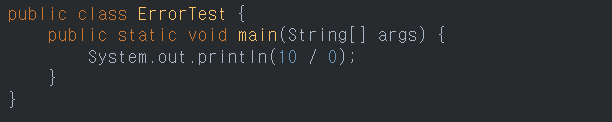 public class ErrorTest {
    public static void main(String[] args) {
        System.out.println(10 / 0);
    }
}